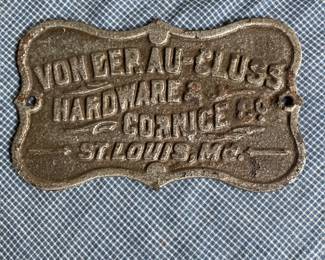 VONDERAU-CLUSS
HARDWARE &
CORNICE CO.
ST. LOUIS, MO.